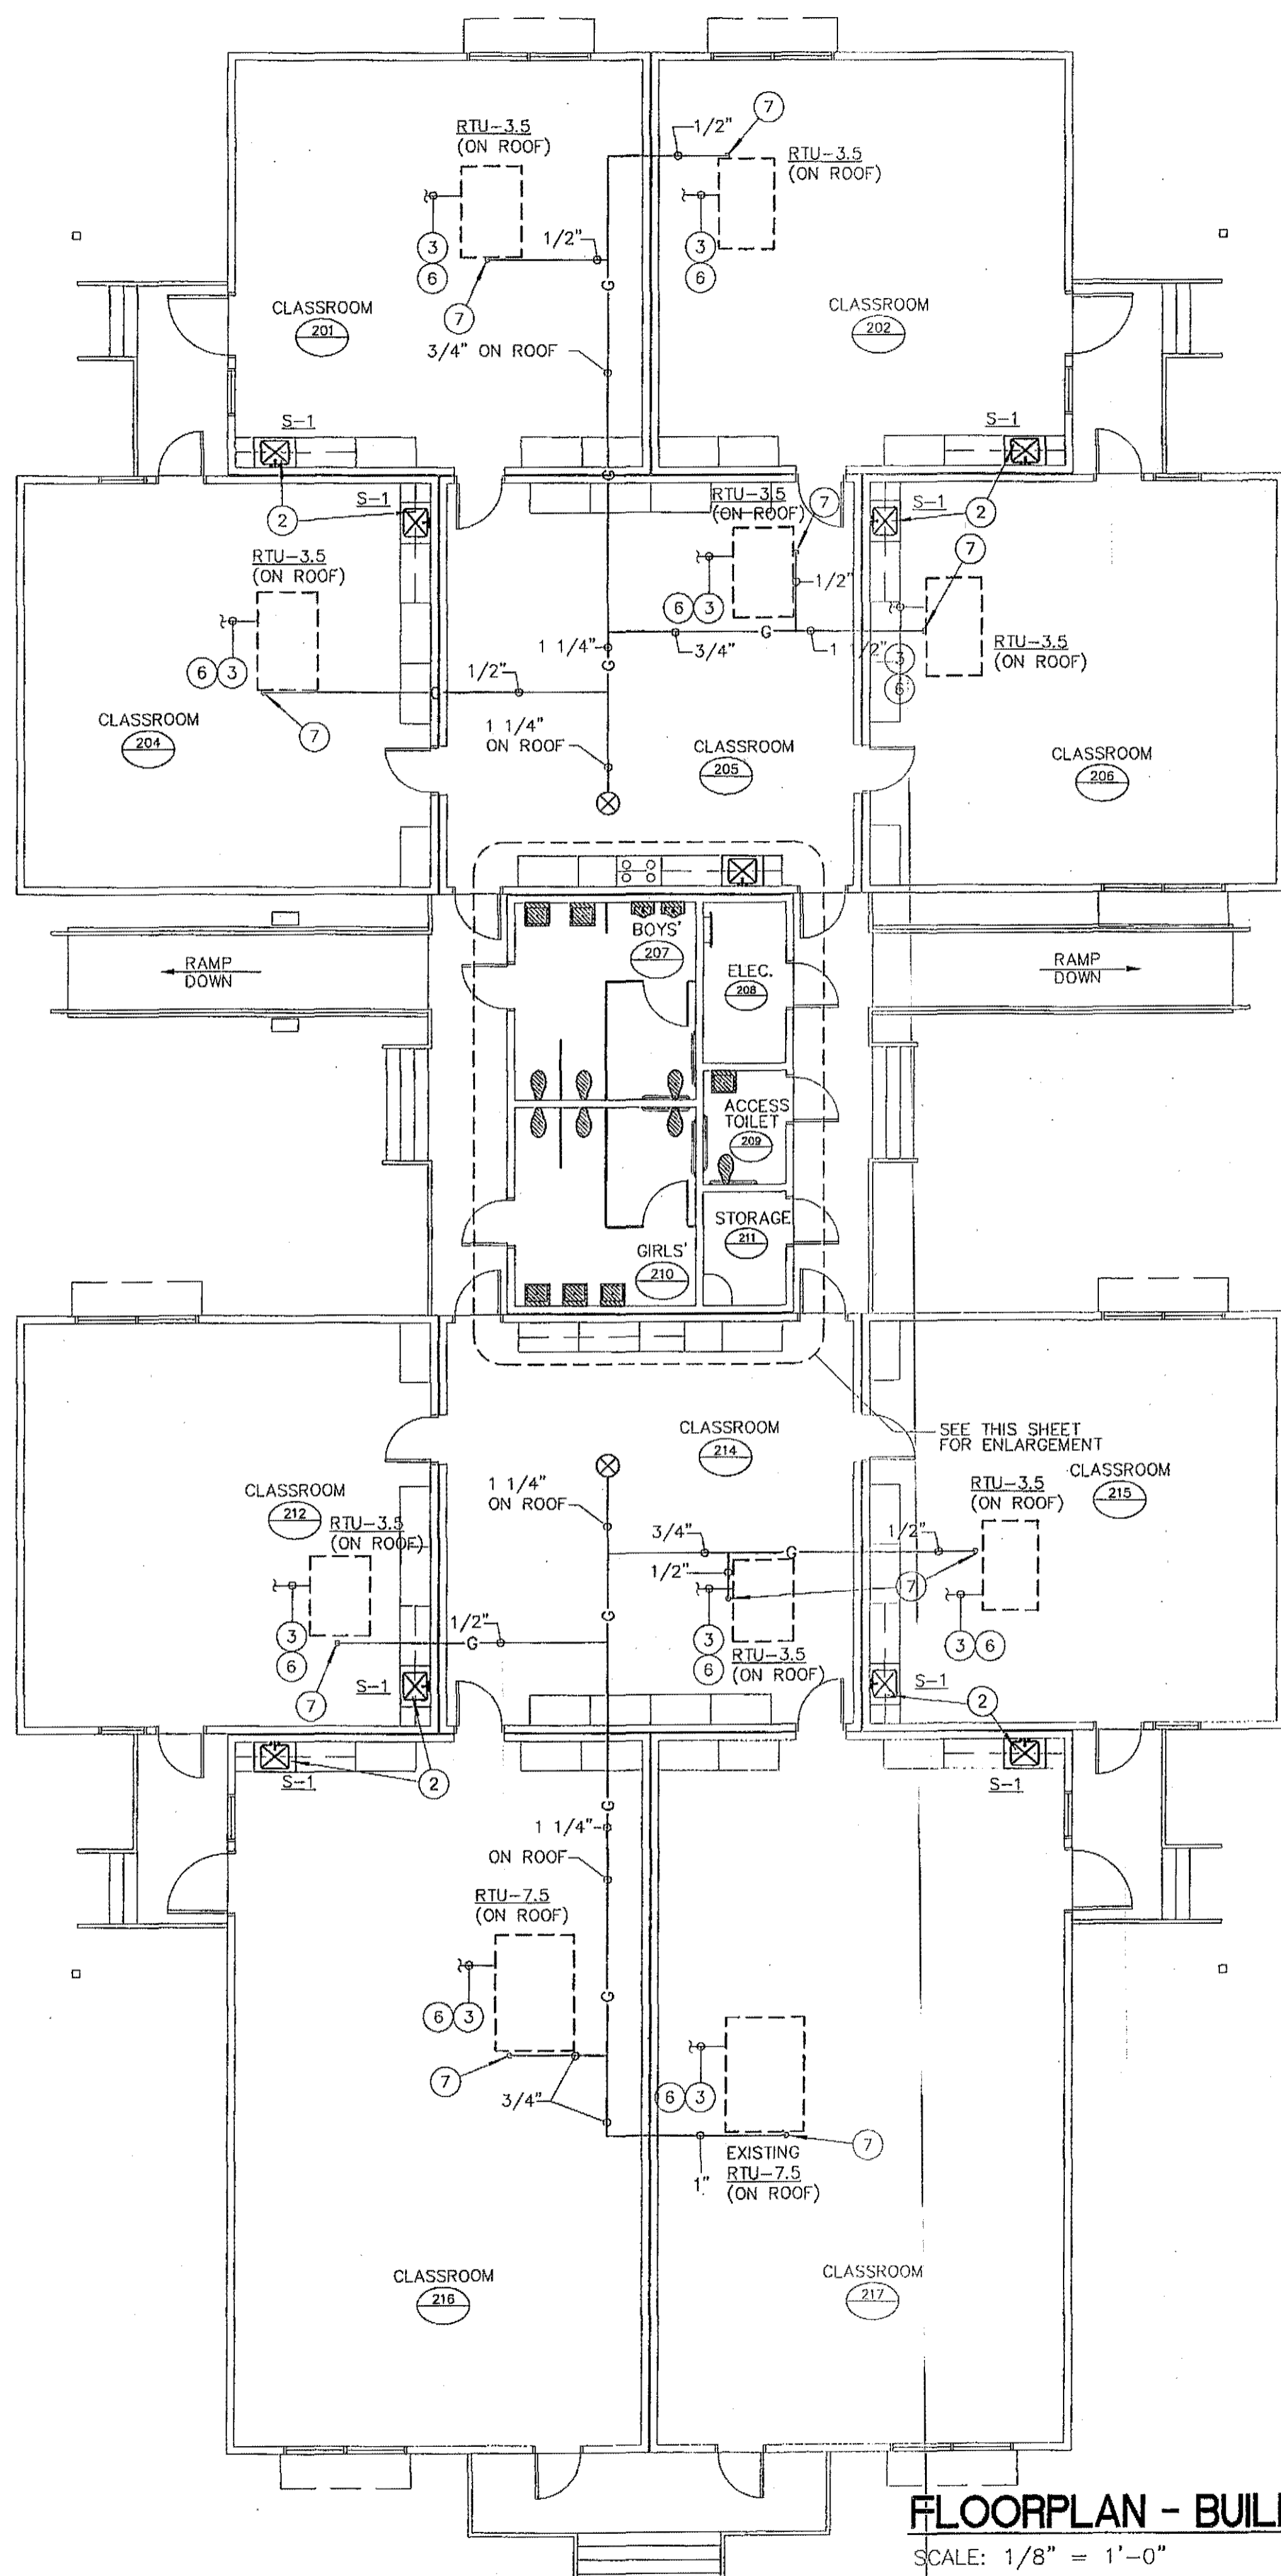 7
1/2"
RTU-3.5
(ON ROOF)
RTU-3.5
(ON ROOF)
3
6
1/2"
3
6
G
7
CLASSROOM
201
CLASSROOM
202
3/4" ON ROOF
S-1
S-1
G
S-1
2
RTU-3.5
(ON ROOF)
7
S-1
2
7
RTU-3.5
(ON ROOF)
1/2"
6 3
G
3/4"
1 1/2"
RTU-3.5
(ON ROOF)
3
6
1 1/4"
G
6 3
1/2"
7
CLASSROOM
204
1 1/4"
ON ROOF
CLASSROOM
205
CLASSROOM
206
BOYS'
207
ELEC.
208
RAMP
DOWN
RAMP
DOWN
ACCESS
TOILET
209
STORAGE
211
GIRLS'
210
CLASSROOM
214
SEE THIS SHEET
FOR ENLARGEMENT
1 1/4"
ON ROOF
CLASSROOM
212
RTU-3.5
(ON ROOF)
CLASSROOM
215
RTU-3.5
(ON ROOF)
3/4"
G
1/2"
1/2"
7
3
6
G
1/2"
G
3
6
RTU-3.5
(ON ROOF)
3 6
7
S-1
S-1
2
S-1
2
S-1
G
1 1/4"
ON ROOF
RTU-7.5
(ON ROOF)
G
6 3
7
3/4"
6 3
7
EXISTING
RTU-7.5
(ON ROOF)
1"
CLASSROOM
216
CLASSROOM
217
FLOORPLAN - BUIL
SCALE: 1/8" = 1'-0"